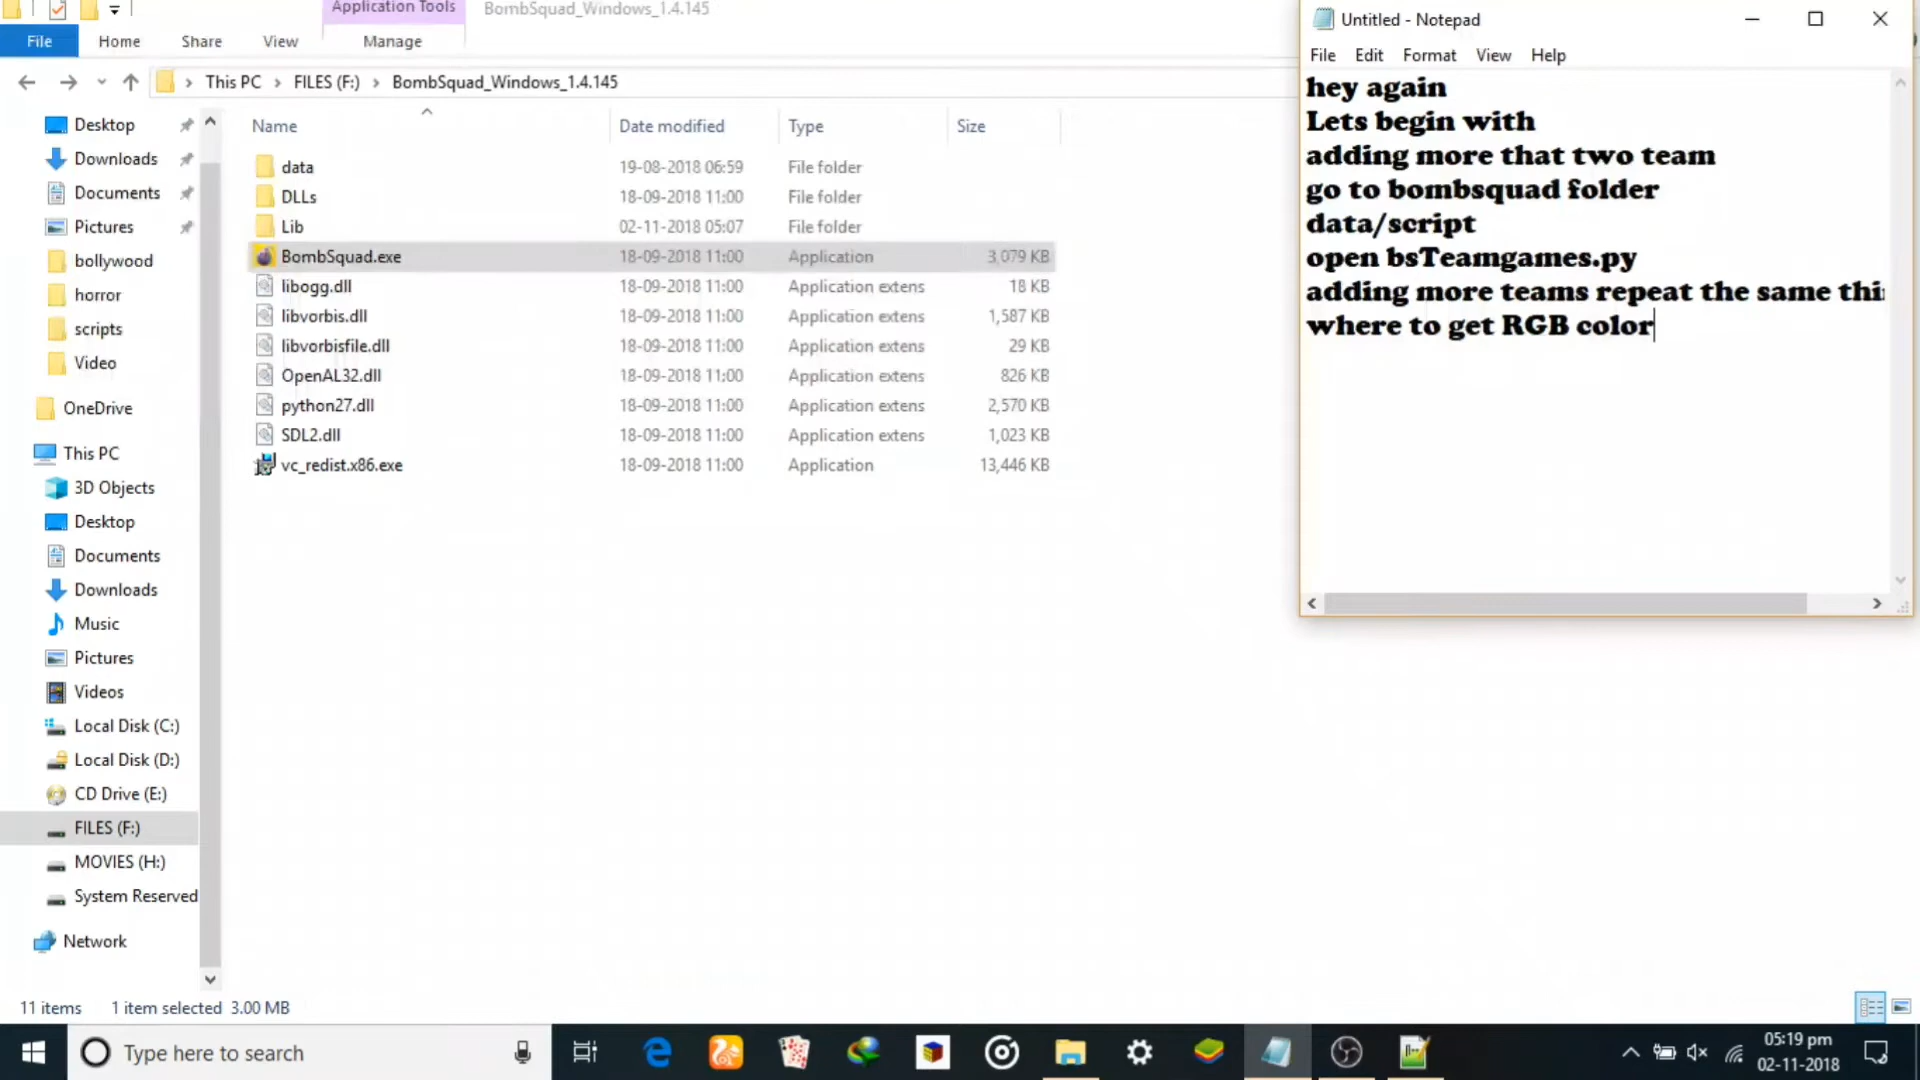 Application Tools
BombSquad_Windows_1.4.145
File
Home
Share
View
Manage
This PC
FILES (F:)
BombSquad_Windows_1.4.145
Desktop
Downloads
Documents
Pictures
bollywood
horror
scripts
Video
OneDrive
This PC
3D Objects
Desktop
Documents
Downloads
Music
Pictures
Videos
Local Disk (C:)
Local Disk (D:)
CD Drive (E:)
FILES (F:)
MOVIES (H:)
System Reserved
Network
Name Date modified Type Size
data 19-08-2018 06:59 File folder
DLLs 18-09-2018 11:00 File folder
Lib 02-11-2018 05:07 File folder
BombSquad.exe 18-09-2018 11:00 Application 3,079 KB
libogg.dll 18-09-2018 11:00 Application extens 18 KB
libvorbis.dll 18-09-2018 11:00 Application extens 1,587 KB
libvorbisfile.dll 18-09-2018 11:00 Application extens 29 KB
OpenAL32.dll 18-09-2018 11:00 Application extens 826 KB
python27.dll 18-09-2018 11:00 Application extens 2,570 KB
SDL2.dll 18-09-2018 11:00 Application extens 1,023 KB
vc_redist.x86.exe 18-09-2018 11:00 Application 13,446 KB
Untitled - Notepad
File Edit Format View Help
hey again
Lets begin with
adding more that two team
go to bombsquad folder
data/script
open bsTeamgames.py
adding more teams repeat the same
where to get RGB color
11 items 1 item selected 3.00 MB
Type here to search
05:19 pm
02-11-2018